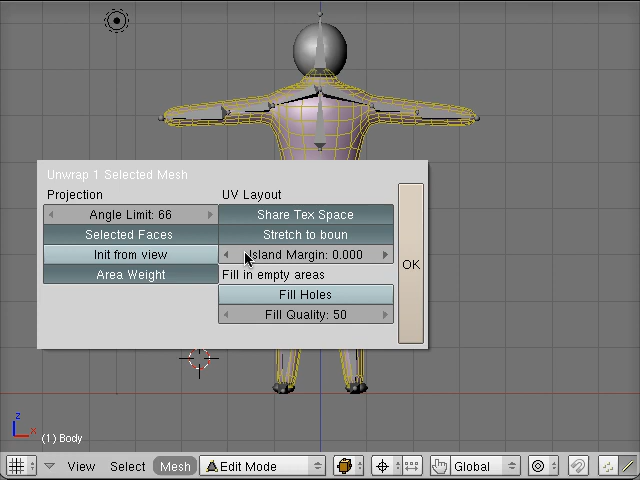 Unwrap 1 Selected Mesh
Projection
UV Layout
Angle Limit: 66
Share Tex Space
Selected Faces
Stretch to boun
Init from view
Island Margin: 0.000
Fill in empty areas
Area Weight
Fill Holes
Fill Quality: 50
OK
z
x
(1) Body
View Select Mesh Edit Mode Global